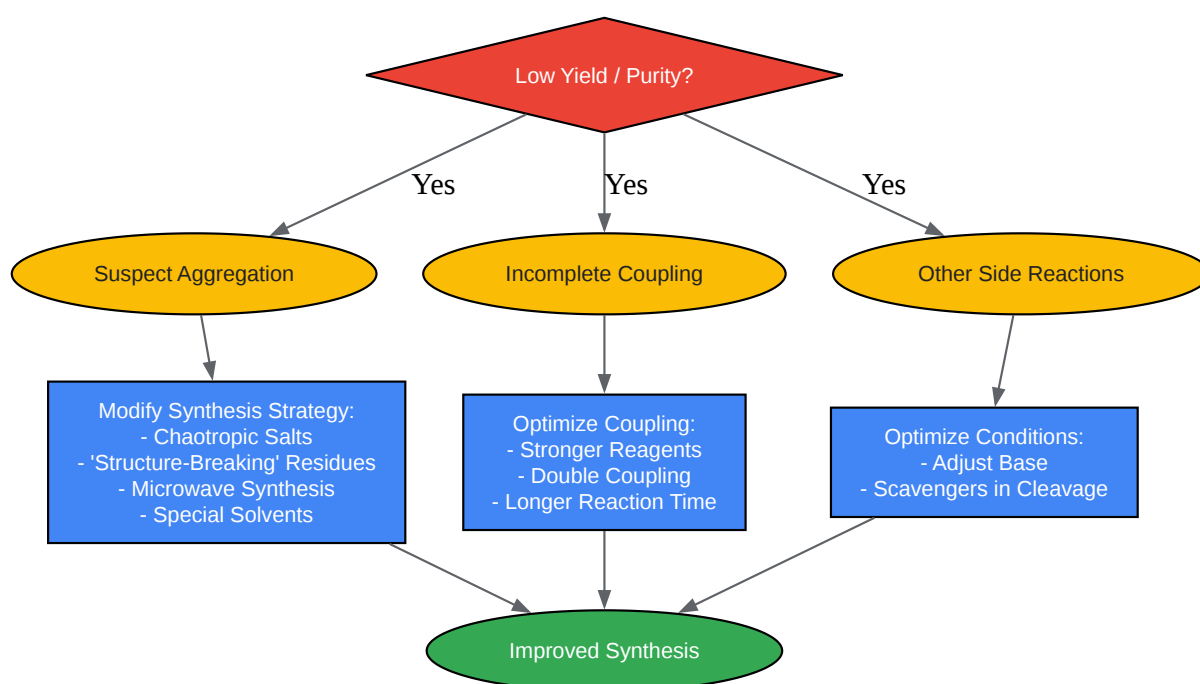 Low Yield / Purity?
Yes
Yes
Yes
Suspect Aggregation
Incomplete Coupling
Other Side Reactions
Modify Synthesis Strategy:
- Chaotropic Salts
- 'Structure-Breaking' Residues
- Microwave Synthesis
- Special Solvents
Optimize Coupling:
- Stronger Reagents
- Double Coupling
- Longer Reaction Time
Optimize Conditions:
- Adjust Base
- Scavengers in Cleavage
Improved Synthesis